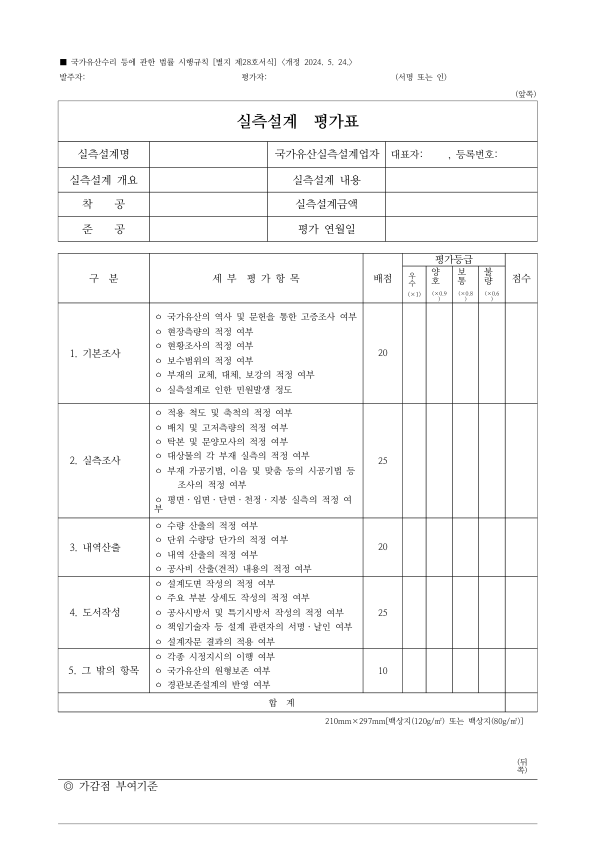 ■ 국가유산수리 등에 관한 법률 시행규칙 [별지 제28호서식] 〈개정 2024. 5. 24.〉
발주자: 평가자: (서명 또는 인)
(앞쪽)
실측설계 평가표
실측설계명 국가유산실측설계업자 대표자: , 등록번호:
실측설계 개요 실측설계 내용
착 공 실측설계금액
준 공 평가 연월일
구 분 세 부 평 가 항 목 배점 평가등급 점수
우수 (×1) 양호 (×0.9) 보통 (×0.8) 불량 (×0.6)
1. 기본조사 20
ㅇ 국가유산의 역사 및 문헌을 통한 고증조사 여부
ㅇ 현장측량의 적정 여부
ㅇ 현황조사의 적정 여부
ㅇ 보수범위의 적정 여부
ㅇ 부재의 교체, 대체, 보강의 적정 여부
ㅇ 실측설계로 인한 민원발생 정도
2. 실측조사 25
ㅇ 적용 척도 및 축척의 적정 여부
ㅇ 배치 및 고저측량의 적정 여부
ㅇ 탁본 및 문양모사의 적정 여부
ㅇ 대상물의 각 부재 실측의 적정 여부
ㅇ 부재 가공기법, 이음 및 맞춤 등의 시공기법 등
조사의 적정 여부
ㅇ 평면ㆍ입면ㆍ단면ㆍ천정ㆍ지붕 실측의 적정 여
부
3. 내역산출 20
ㅇ 수량 산출의 적정 여부
ㅇ 단위 수량당 단가의 적정 여부
ㅇ 내역 산출의 적정 여부
ㅇ 공사비 산출(견적) 내용의 적정 여부
4. 도서작성 25
ㅇ 설계도면 작성의 적정 여부
ㅇ 주요 부분 상세도 작성의 적정 여부
ㅇ 공사시방서 및 특기시방서 작성의 적정 여부
ㅇ 책임기술자 등 설계 관련자의 서명ㆍ날인 여부
ㅇ 설계자문 결과의 적용 여부
5. 그 밖의 항목 10
ㅇ 각종 시정지시의 이행 여부
ㅇ 국가유산의 원형보존 여부
ㅇ 경관보존설계의 반영 여부
합 계
210mm×297mm[백상지(120g/㎡) 또는 백상지(80g/㎡)]
(뒤
쪽)
◎ 가감점 부여기준